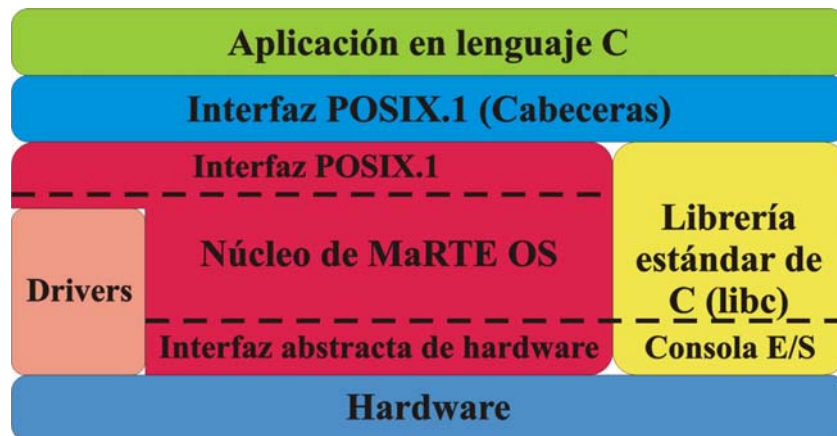 Aplicación en lenguaje C
Interfaz POSIX.1 (Cabeceras)
Interfaz POSIX.1
Núcleo de MaRTE OS
Drivers
Interfaz abstracta de hardware
Librería
estándar de
C (libc)
Consola E/S
Hardware